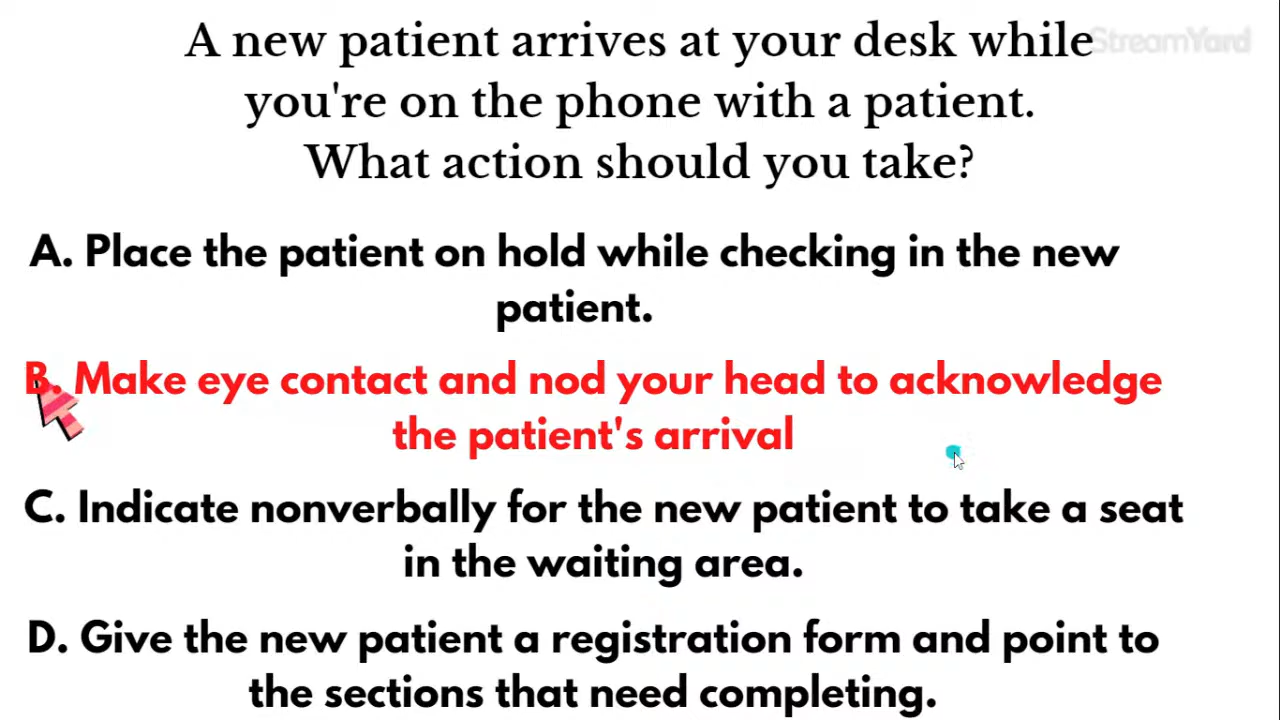 StreamYard
A new patient arrives at your desk while
you're on the phone with a patient.
What action should you take?
A. Place the patient on hold while checking in the new
patient.
B. Make eye contact and nod your head to acknowledge
the patient's arrival
C. Indicate nonverbally for the new patient to take a seat
in the waiting area.
D. Give the new patient a registration form and point to
the sections that need completing.